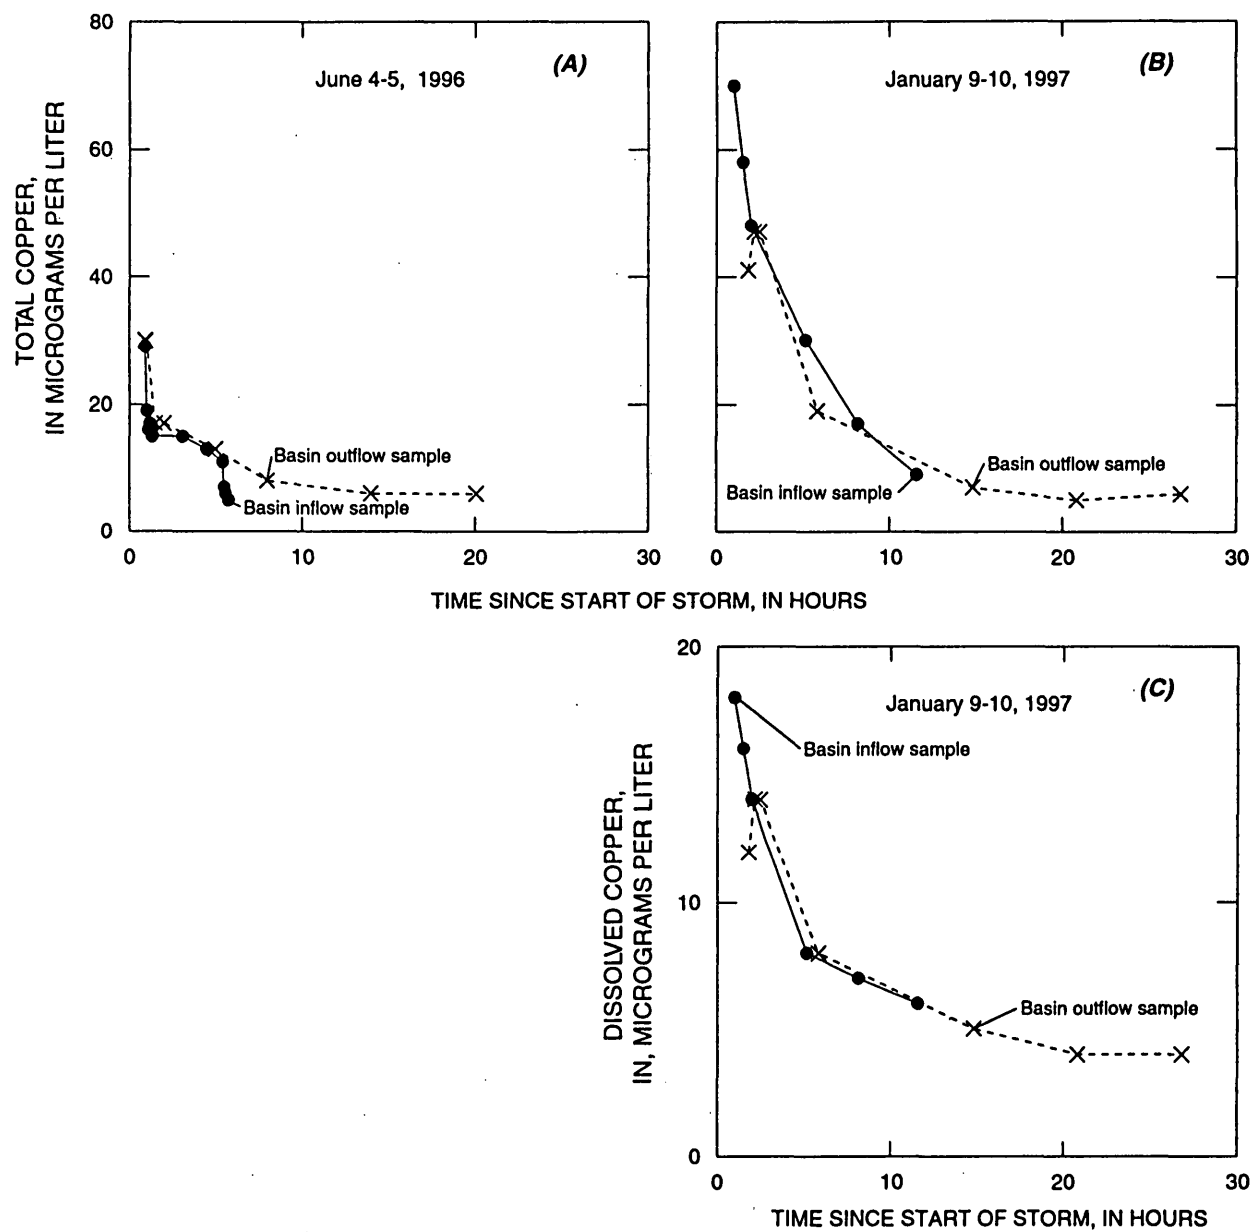 80
60
40
20
0
TOTAL COPPER,
IN MICROGRAMS PER LITER
June 4-5, 1996
(A)
Basin outflow sample
Basin inflow sample
0
10
20
30
January 9-10, 1997
(B)
Basin outflow sample
Basin inflow sample
0
10
20
30
TIME SINCE START OF STORM, IN HOURS
20
10
0
DISSOLVED COPPER,
IN, MICROGRAMS PER LITER
January 9-10, 1997
(C)
Basin inflow sample
Basin outflow sample
0
10
20
30
TIME SINCE START OF STORM, IN HOURS